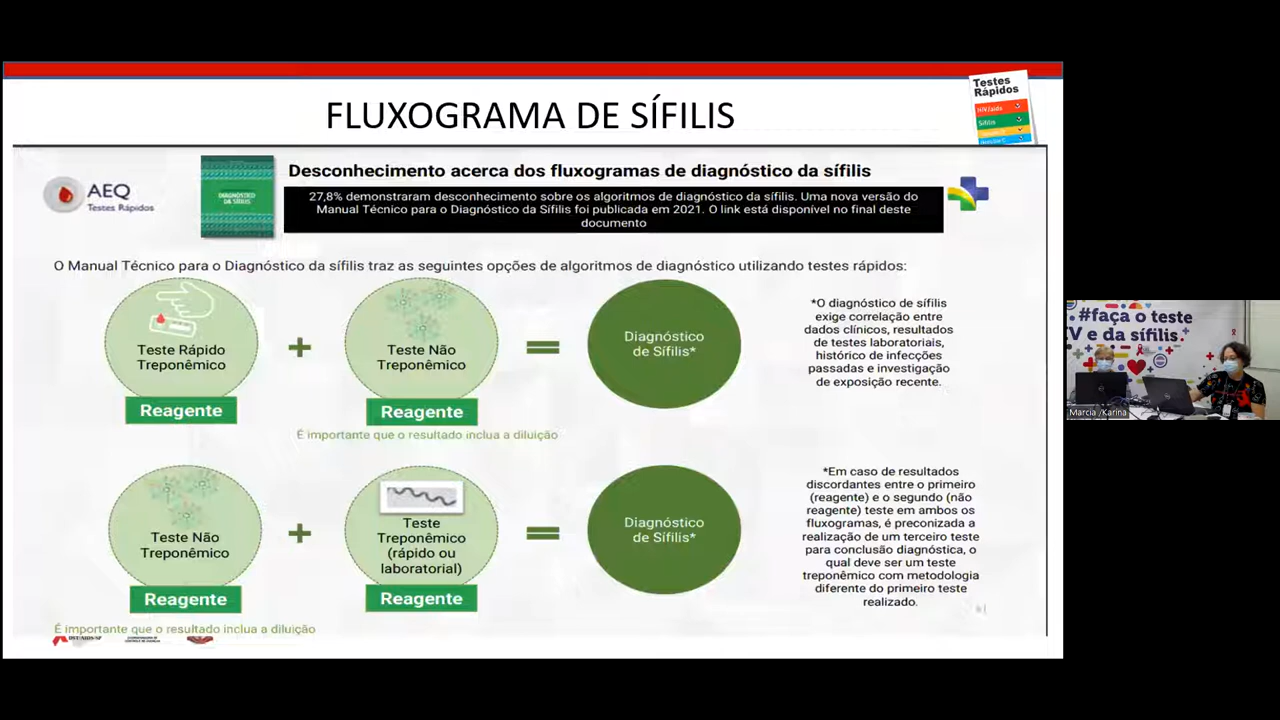 FLUXOGRAMA DE SÍFILIS
Testes
Rápidos
HIV/aids
Sífilis
AEQ
Testes Rápidos
DIAGNÓSTICO
DA SÍFILIS
Desconhecimento acerca dos fluxogramas de diagnóstico da sífilis
27,8% demonstraram desconhecimento sobre os algoritmos de diagnóstico da sífilis. Uma nova versão do
Manual Técnico para o Diagnóstico da Sífilis foi publicada em 2021. O link está disponível no final deste
documento
O Manual Técnico para o Diagnóstico da sífilis traz as seguintes opções de algoritmos de diagnóstico utilizando testes rápidos:
Teste Rápido
Treponêmico
Reagente
+
Teste Não
Treponêmico
Reagente
=
Diagnóstico
de Sífilis*
É importante que o resultado inclua a diluição
*O diagnóstico de sífilis
exige correlação entre
dados clínicos, resultados
de testes laboratoriais,
histórico de infecções
passadas e investigação
de exposição recente.
Teste Não
Treponêmico
Reagente
+
Teste
Treponêmico
(rápido ou
laboratorial)
Reagente
=
Diagnóstico
de Sífilis*
É importante que o resultado inclua a diluição
*Em caso de resultados
discordantes entre o primeiro
(reagente) e o segundo (não
reagente) teste em ambos os
fluxogramas, é preconizada a
realização de um terceiro teste
para conclusão diagnóstica, o
qual deve ser um teste
treponêmico com metodologia
diferente do primeiro teste
realizado.
#faça o teste
V e da sífilis.
Marcia /Karina